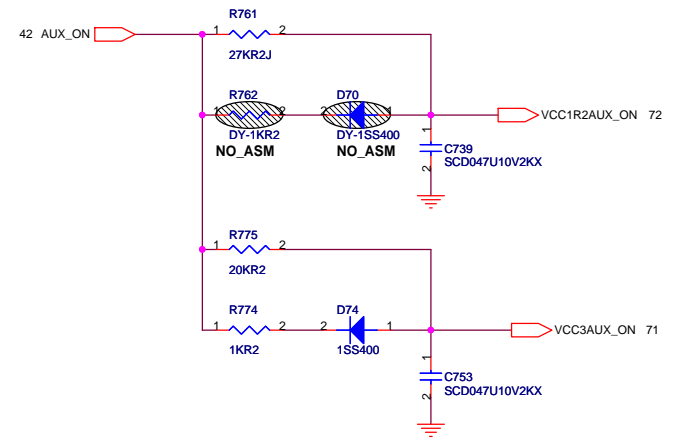 R761
42 AUX_ON
1 2
27KR2J
R762 D70
1 2 2 1
VCC1R2AUX_ON 72
DY-1KR2 DY-1SS400
NO_ASM NO_ASM
1
C739
SCD047U10V2KX
2
R775
1 2
20KR2
R774 D74
1 2 2 1
VCC3AUX_ON 71
1KR2 1SS400
1
C753
SCD047U10V2KX
2